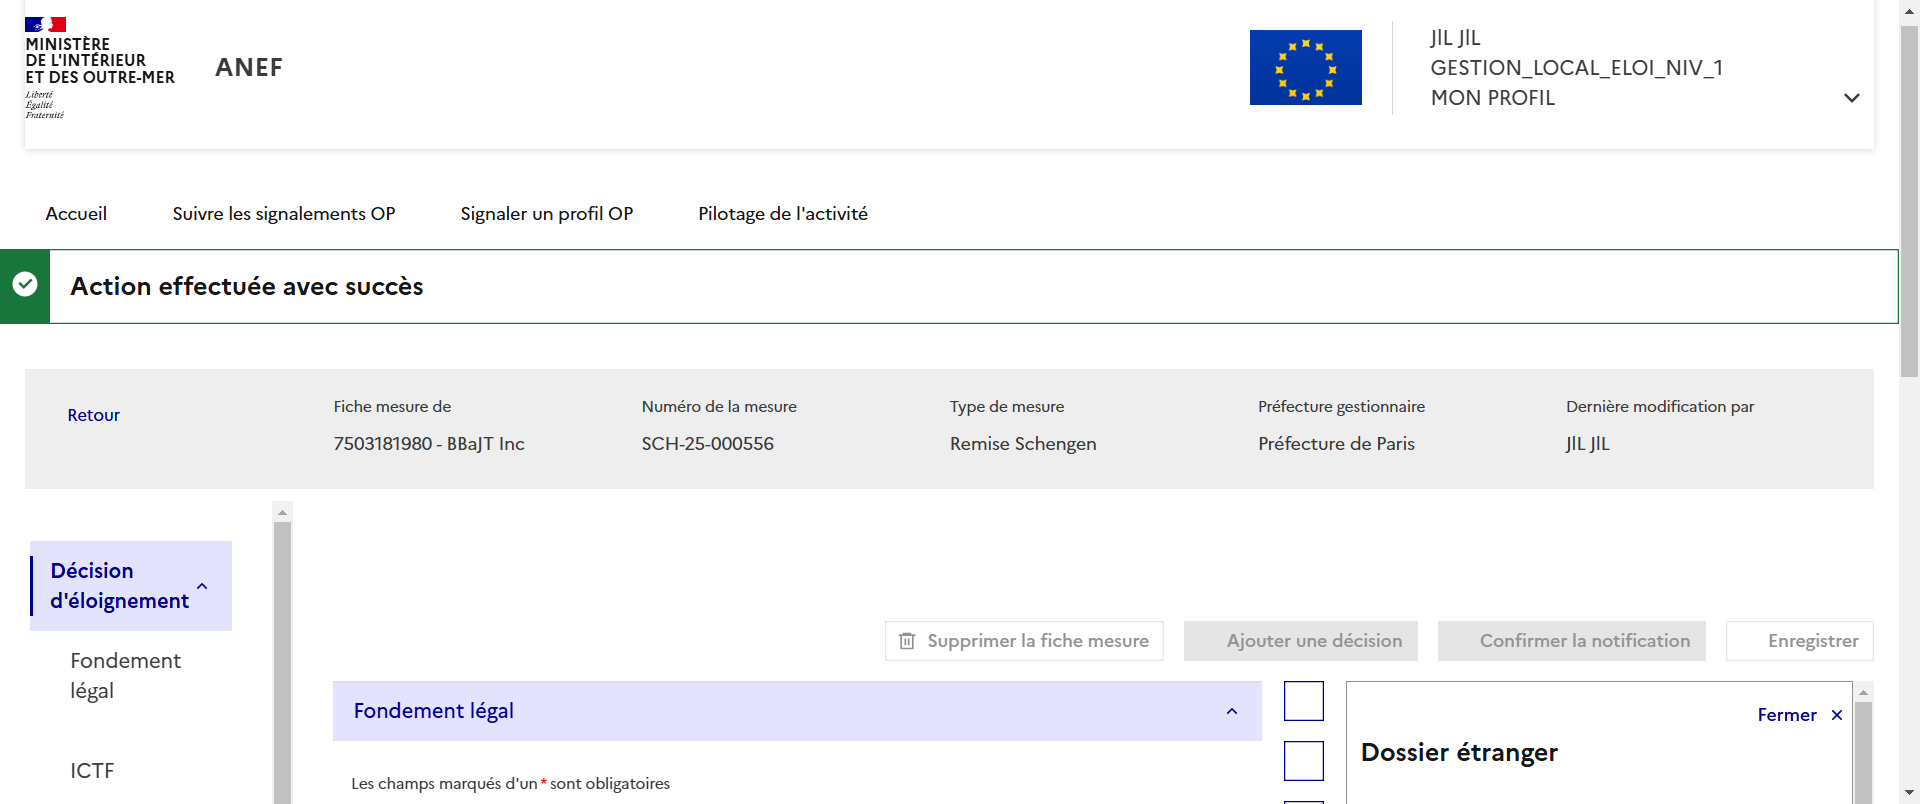 MINISTÈRE
DE L'INTÉRIEUR
ET DES OUTRE-MER
Liberté
Égalité
Fraternité
ANEF
JIL JIL
GESTION_LOCAL_ELOI_NIV_1
MON PROFIL
Accueil
Suivre les signalements OP
Signaler un profil OP
Pilotage de l'activité
Action effectuée avec succès
Retour
Fiche mesure de
7503181980 - BBaJT Inc
Numéro de la mesure
SCH-25-000556
Type de mesure
Remise Schengen
Préfecture gestionnaire
Préfecture de Paris
Dernière modification par
JIL JIL
Décision
d'éloignement
Fondement
légal
ICTF
Supprimer la fiche mesure
Ajouter une décision
Confirmer la notification
Enregistrer
Fondement légal
Les champs marqués d'un * sont obligatoires
Fermer
Dossier étranger